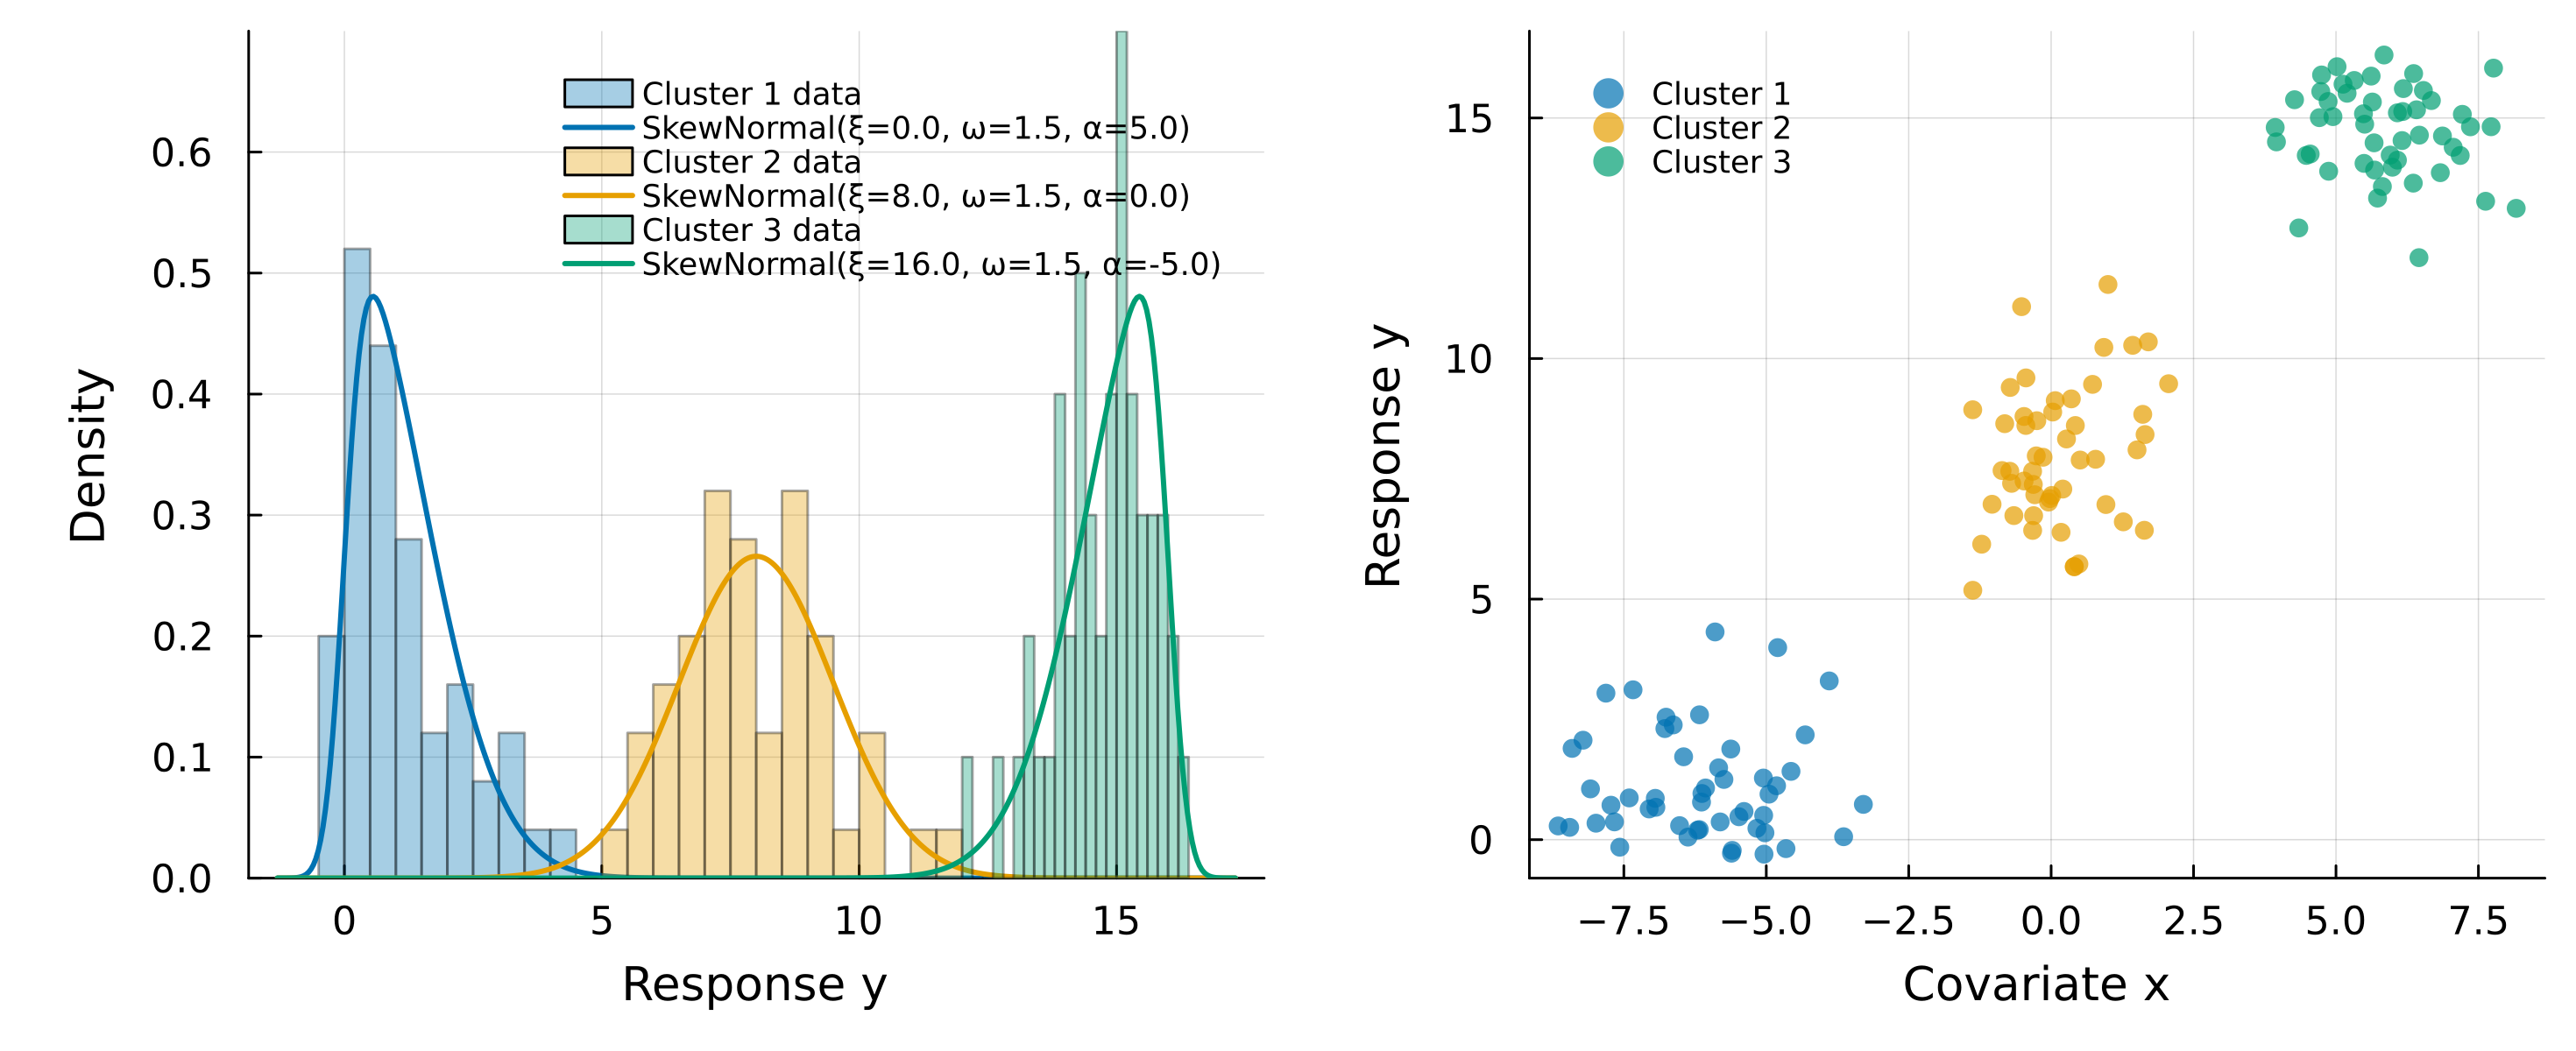 Cluster 1 data
SkewNormal(ξ=0.0, ω=1.5, α=5.0)
Cluster 2 data
SkewNormal(ξ=8.0, ω=1.5, α=0.0)
Cluster 3 data
SkewNormal(ξ=16.0, ω=1.5, α=-5.0)
Density
0.6
0.5
0.4
0.3
0.2
0.1
0.0
0 5 10 15
Response y
Cluster 1
Cluster 2
Cluster 3
Response y
15
10
5
0
−7.5 −5.0 −2.5 0.0 2.5 5.0 7.5
Covariate x